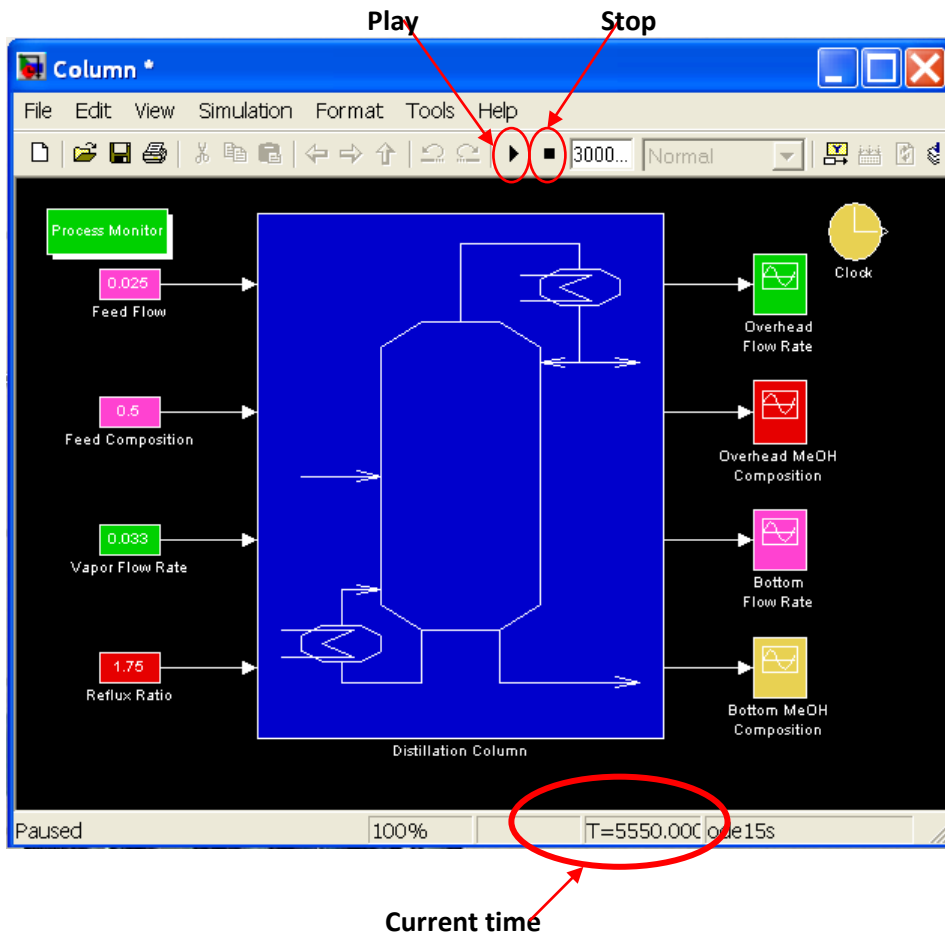 Play Stop
Column *
File Edit View Simulation Format Tools Help
3000... Normal
Process Monitor
0.025
Feed Flow
0.5
Feed Composition
0.033
Vapor Flow Rate
1.75
Reflux Ratio
Distillation Column
Clock
Overhead
Flow Rate
Overhead MeOH
Composition
Bottom
Flow Rate
Bottom MeOH
Composition
Paused 100% T=5550.000 ode15s
Current time